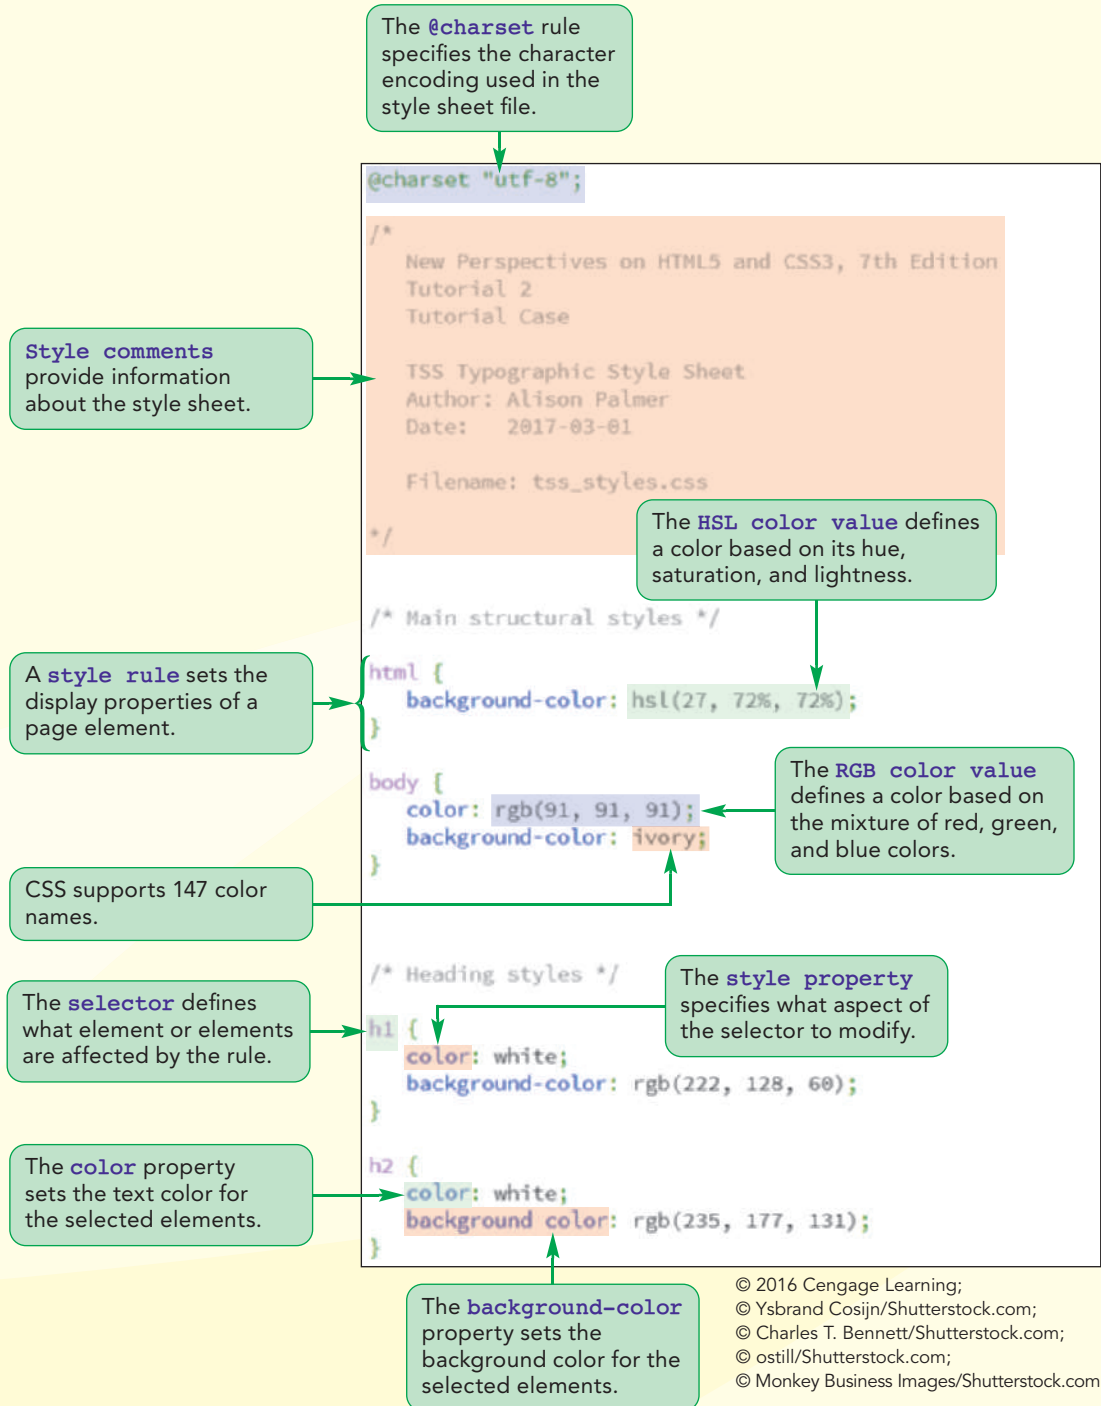 The @charset rule
specifies the character
encoding used in the
style sheet file.
@charset "utf-8";
/*
New Perspectives on HTML5 and CSS3, 7th Edition
Tutorial 2
Tutorial Case
Style comments
provide information
about the style sheet.
TSS Typographic Style Sheet
Author: Alison Palmer
Date:   2017-03-01
Filename: tss_styles.css
*/
The HSL color value defines
a color based on its hue,
saturation, and lightness.
/* Main structural styles */
A style rule sets the
display properties of a
page element.
html {
background-color: hsl(27, 72%, 72%);
}
body {
color: rgb(91, 91, 91);
background-color: ivory;
}
The RGB color value
defines a color based on
the mixture of red, green,
and blue colors.
CSS supports 147 color
names.
/* Heading styles */
The style property
specifies what aspect of
the selector to modify.
The selector defines
what element or elements
are affected by the rule.
h1 {
color: white;
background-color: rgb(222, 128, 60);
}
The color property
sets the text color for
the selected elements.
h2 {
color: white;
background color: rgb(235, 177, 131);
}
The background-color
property sets the
background color for the
selected elements.
© 2016 Cengage Learning;
© Ysbrand Cosijn/Shutterstock.com;
© Charles T. Bennett/Shutterstock.com;
© ostill/Shutterstock.com;
© Monkey Business Images/Shutterstock.com